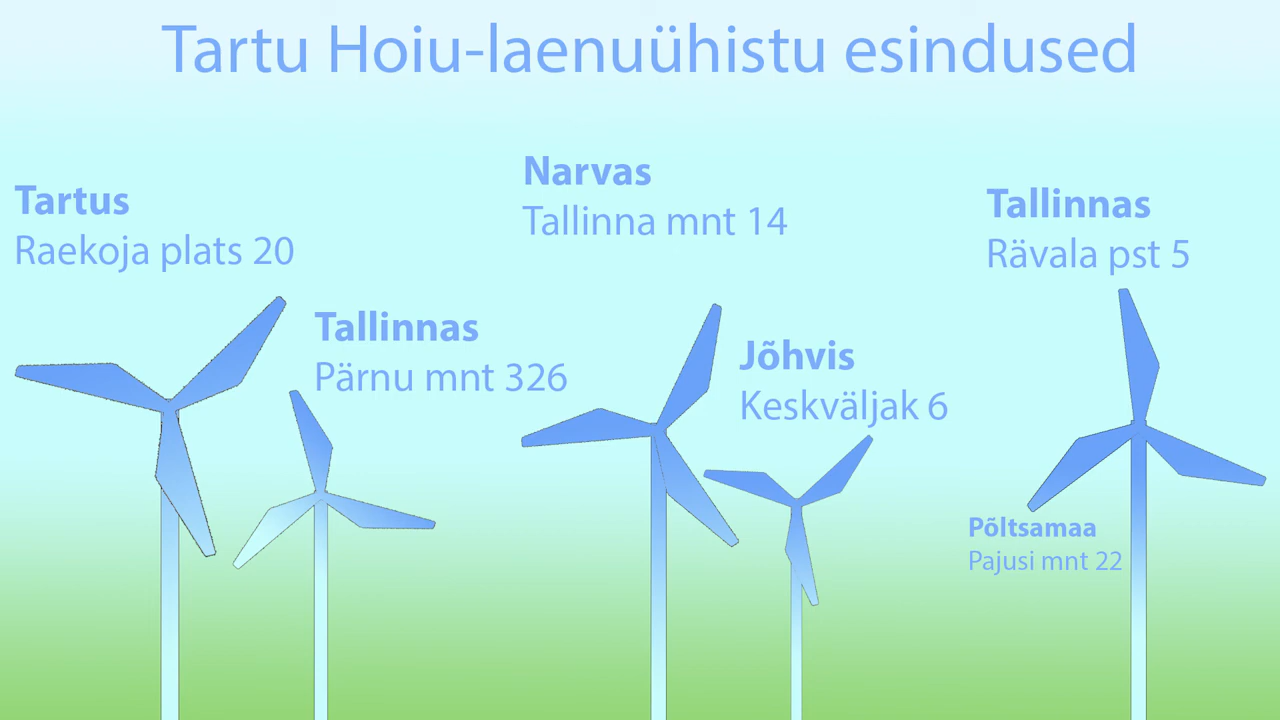 Tartu Hoiu-laenuühistu esindused
Tartus
Raekoja plats 20
Tallinnas
Pärnu mnt 326
Narvas
Tallinna mnt 14
Jõhvis
Keskväljak 6
Tallinnas
Rävala pst 5
Põltsamaa
Pajusi mnt 22